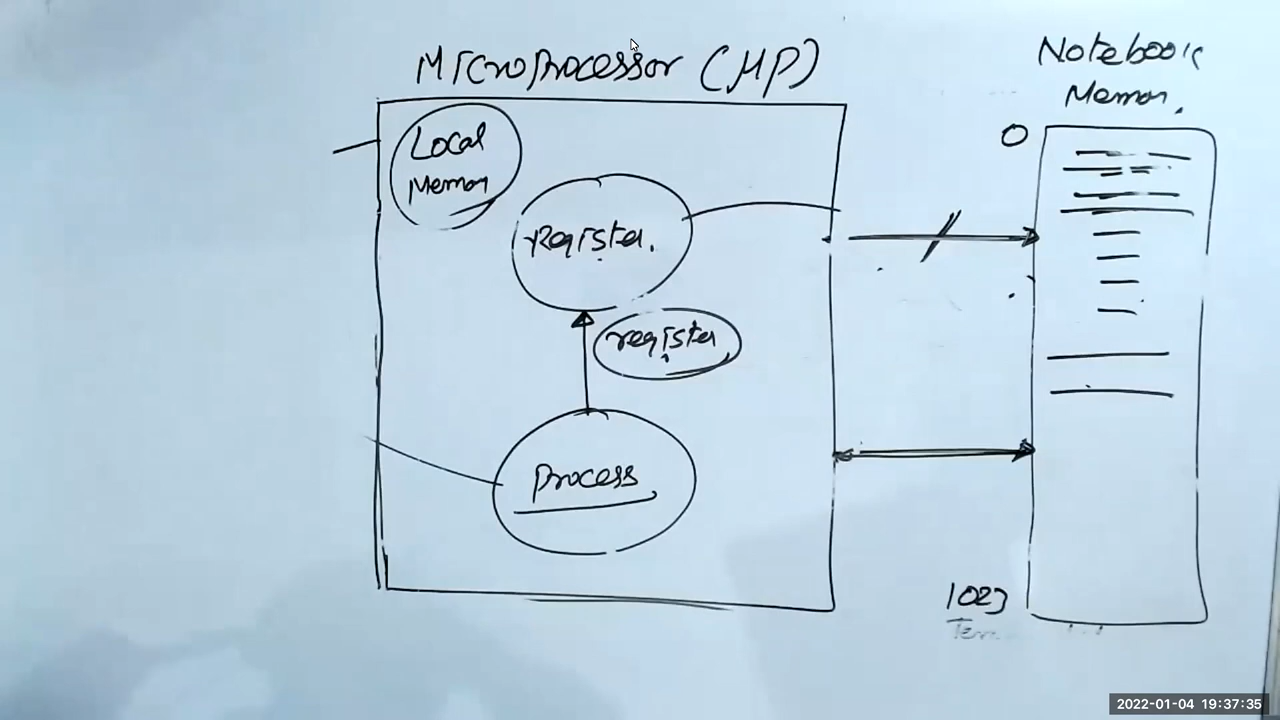 Microprocessor (MP)
Notebook
Memory
0
Local
Memory
Register
register
Process
1023
2022-01-04 19:37:35